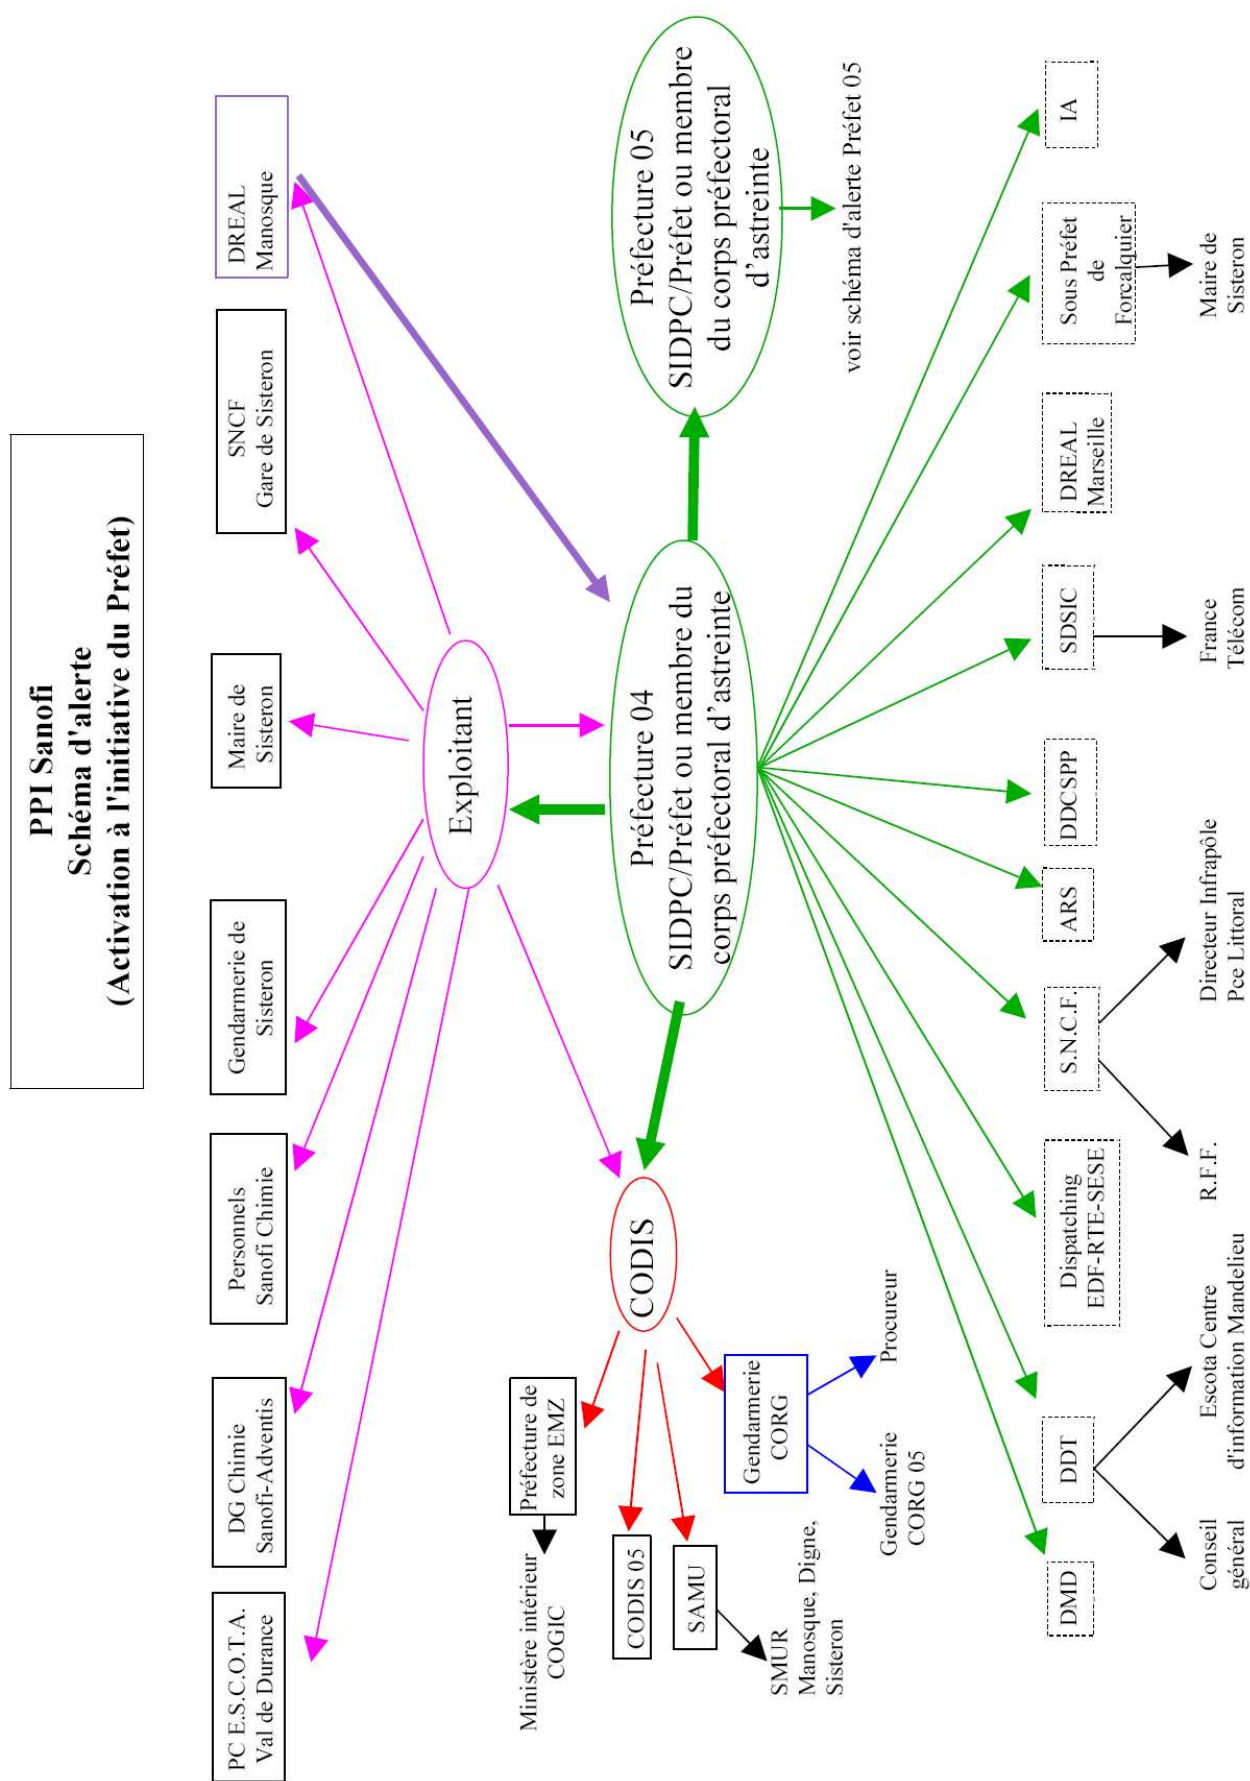 PPI Sanofi
Schéma d'alerte
(Activation à l'initiative du Préfet)
PC E.S.C.O.T.A.
Val de Durance
DG Chimie
Sanofi-Adventis
Personnels
Sanofi Chimie
Gendarmerie de
Sisteron
Maire de
Sisteron
SNCF
Gare de Sisteron
DREAL
Manosque
Exploitant
Ministère intérieur
COGIC
Préfecture de
zone EMZ
CODIS 05
SAMU
SMUR
Manosque, Digne,
Sisteron
CODIS
Gendarmerie
CORG
Gendarmerie
CORG 05
Procureur
Préfecture 04
SIDPC/Préfet ou membre du
corps préfectoral d’astreinte
Préfecture 05
SIDPC/Préfet ou membre
du corps préfectoral
d’astreinte
voir schéma d'alerte Préfet 05
DMD
DDT
Dispatching
EDF-RTE-SESE
S.N.C.F.
ARS
DDCSPP
SDSIC
DREAL
Marseille
Sous Préfet
de
Forcalquier
IA
Conseil
général
Escota Centre
d'information Mandelieu
R.F.F.
Directeur Infrapôle
Pce Littoral
France
Télécom
Maire de
Sisteron